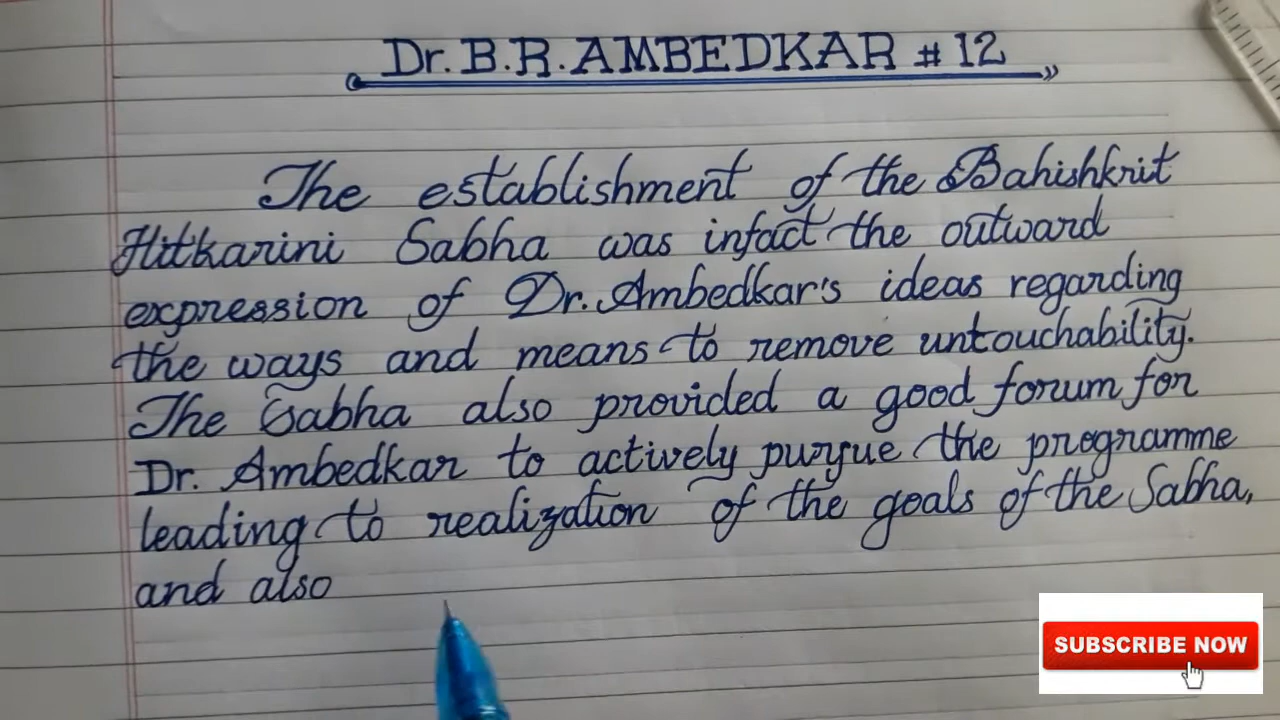 Dr. B.R. AMBEDKAR # 12
The establishment of the Bahishkrit
Hitkarini Sabha was infact the outward
expression of Dr. Ambedkar's ideas regarding
the ways and means to remove untouchability.
The Sabha also provided a good forum for
Dr. Ambedkar to actively puryue the programme
leading to realization of the goals of the Sabha,
and also
SUBSCRIBE NOW